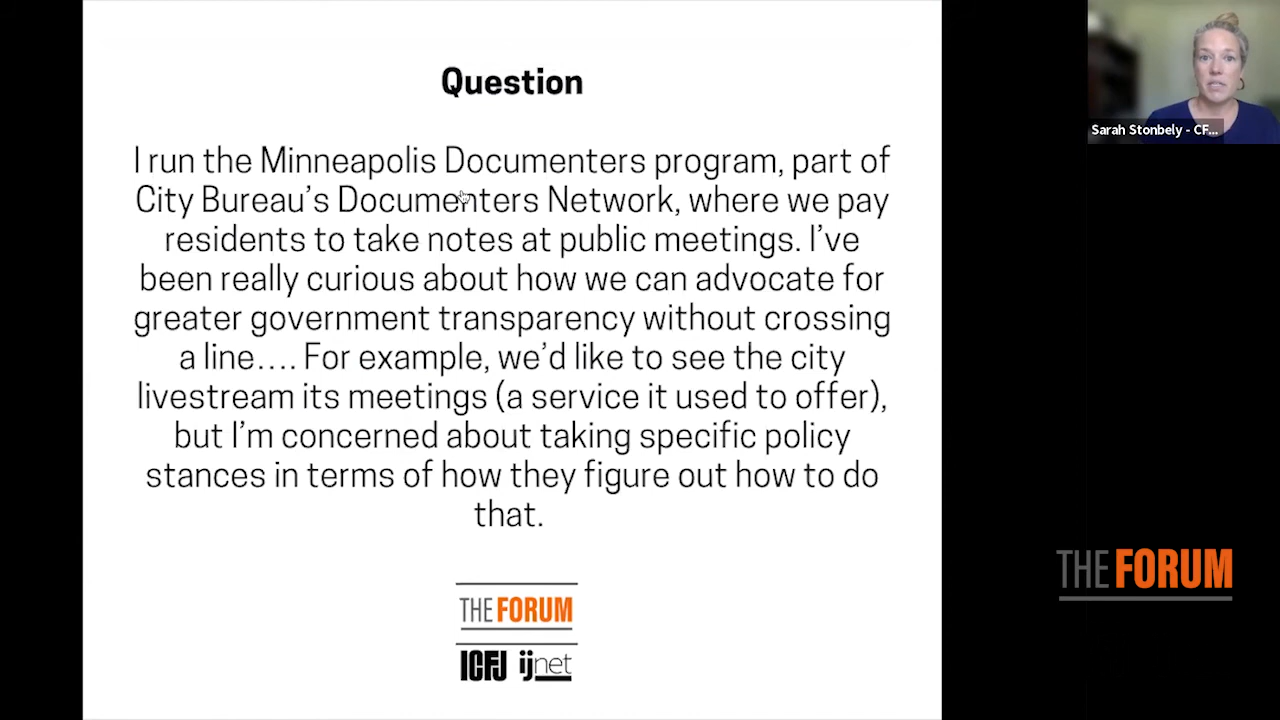 Question
I run the Minneapolis Documenters program, part of
City Bureau’s Documenters Network, where we pay
residents to take notes at public meetings. I’ve
been really curious about how we can advocate for
greater government transparency without crossing
a line.... For example, we’d like to see the city
livestream its meetings (a service it used to offer),
but I’m concerned about taking specific policy
stances in terms of how they figure out how to do
that.
THE FORUM
ICFJ ijnet
Sarah Stonbely - CF...
THE FORUM